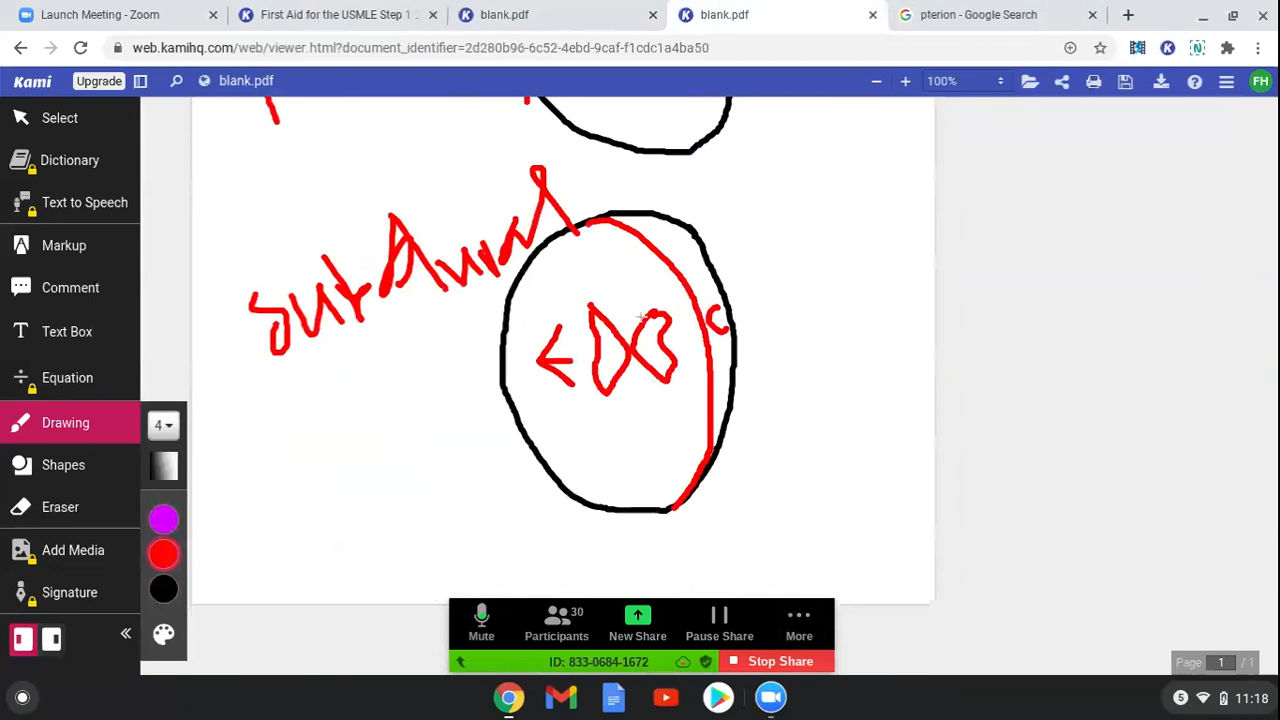 Launch Meeting - Zoom
First Aid for the USMLE Step 1 2
blank.pdf
blank.pdf
pterion - Google Search
web.kamihq.com/web/viewer.html?document_identifier=2d280b96-6c52-4ebd-9caf-f1cdc1a4ba50
Kami
Upgrade
blank.pdf
100%
FH
Select
Dictionary
Text to Speech
Markup
Comment
Text Box
Equation
Drawing
Shapes
Eraser
Add Media
Signature
4
subdural
c
Mute
Participants 30
New Share
Pause Share
More
ID: 833-0684-1672
Stop Share
Page 1 / 1
5 11:18